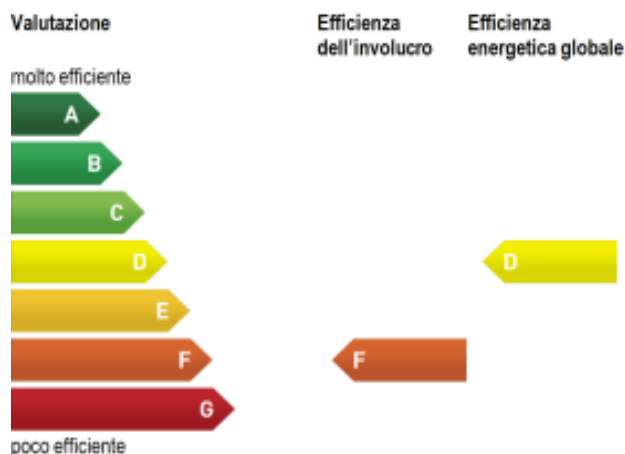 Valutazione
Efficienza
dell'involucro
Efficienza
energetica globale
molto efficiente
A
B
C
D
D
E
F
F
G
poco efficiente